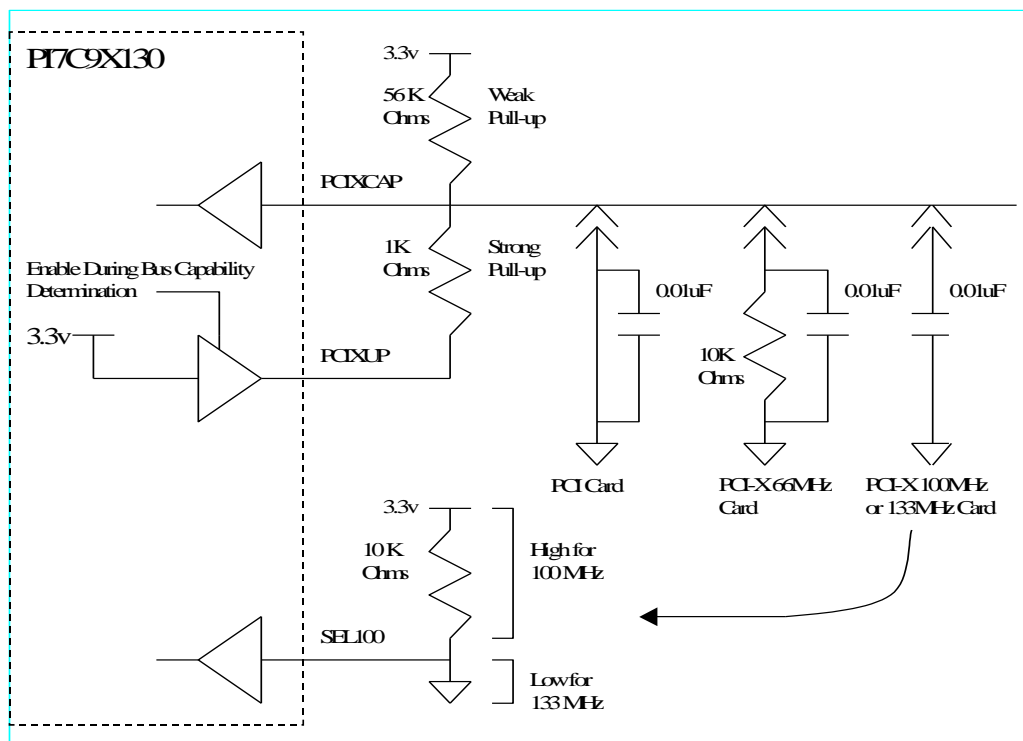 PI7C9X130
3.3v
56 K
Ohms
Weak
Pull-up
PCIXCAP
1K
Ohms
Strong
Pull-up
Enable During Bus Capability
Determination
3.3v
PCIXUP
0.01uF
0.01uF
0.01uF
10K
Ohms
PCI Card
PCI-X 66MHz
Card
PCI-X 100MHz
or 133MHz Card
3.3v
10 K
Ohms
High for
100 MHz
SEL100
Low for
133 MHz